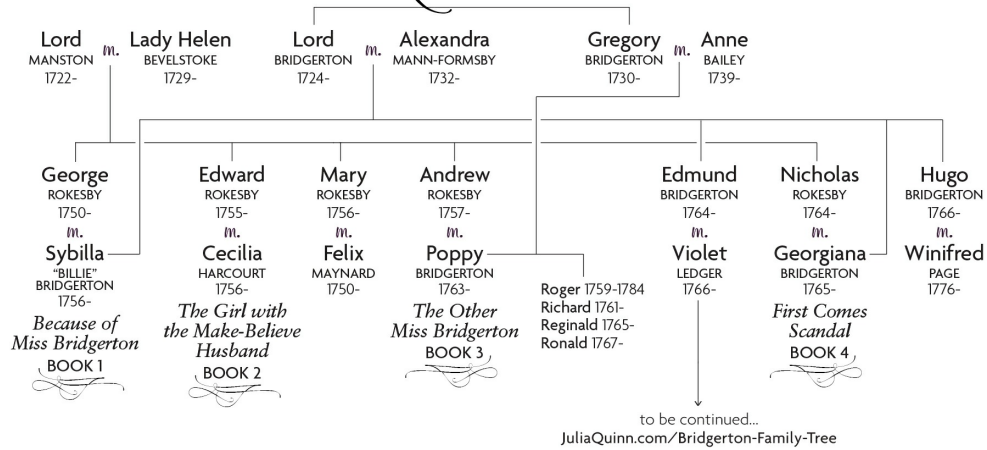 Lord
MANSTON
1722-
m.
Lady Helen
BEVELSTOKE
1729-
Lord
BRIDGERTON
1724-
m.
Alexandra
MANN-FORMSBY
1732-
Gregory
BRIDGERTON
1730-
m.
Anne
BAILEY
1739-
George
ROKESBY
1750-
m.
Sybilla
"BILLIE"
BRIDGERTON
1756-
Because of
Miss Bridgerton
BOOK 1
Edward
ROKESBY
1755-
m.
Cecilia
HARCOURT
1756-
The Girl with
the Make-Believe
Husband
BOOK 2
Mary
ROKESBY
1756-
m.
Felix
MAYNARD
1750-
Andrew
ROKESBY
1757-
m.
Poppy
BRIDGERTON
1763-
The Other
Miss Bridgerton
BOOK 3
Roger 1759-1784
Richard 1761-
Reginald 1765-
Ronald 1767-
Edmund
BRIDGERTON
1764-
m.
Violet
LEDGER
1766-
Nicholas
ROKESBY
1764-
m.
Georgiana
BRIDGERTON
1765-
First Comes
Scandal
BOOK 4
Hugo
BRIDGERTON
1766-
m.
Winifred
PAGE
1776-
to be continued...
JuliaQuinn.com/Bridgerton-Family-Tree